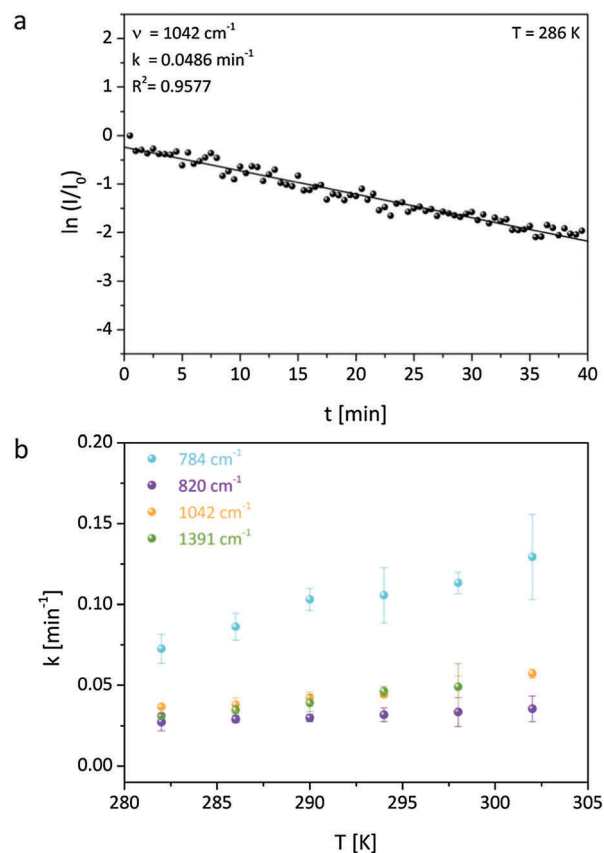 a
ν = 1042 cm⁻¹
T = 286 K
k = 0.0486 min⁻¹
R²= 0.9577
2
1
0
-1
-2
-3
-4
ln (I/I₀)
0 5 10 15 20 25 30 35 40
t [min]
b
784 cm⁻¹
820 cm⁻¹
1042 cm⁻¹
1391 cm⁻¹
0.20
0.15
0.10
0.05
0.00
k [min⁻¹]
280 285 290 295 300 305
T [K]